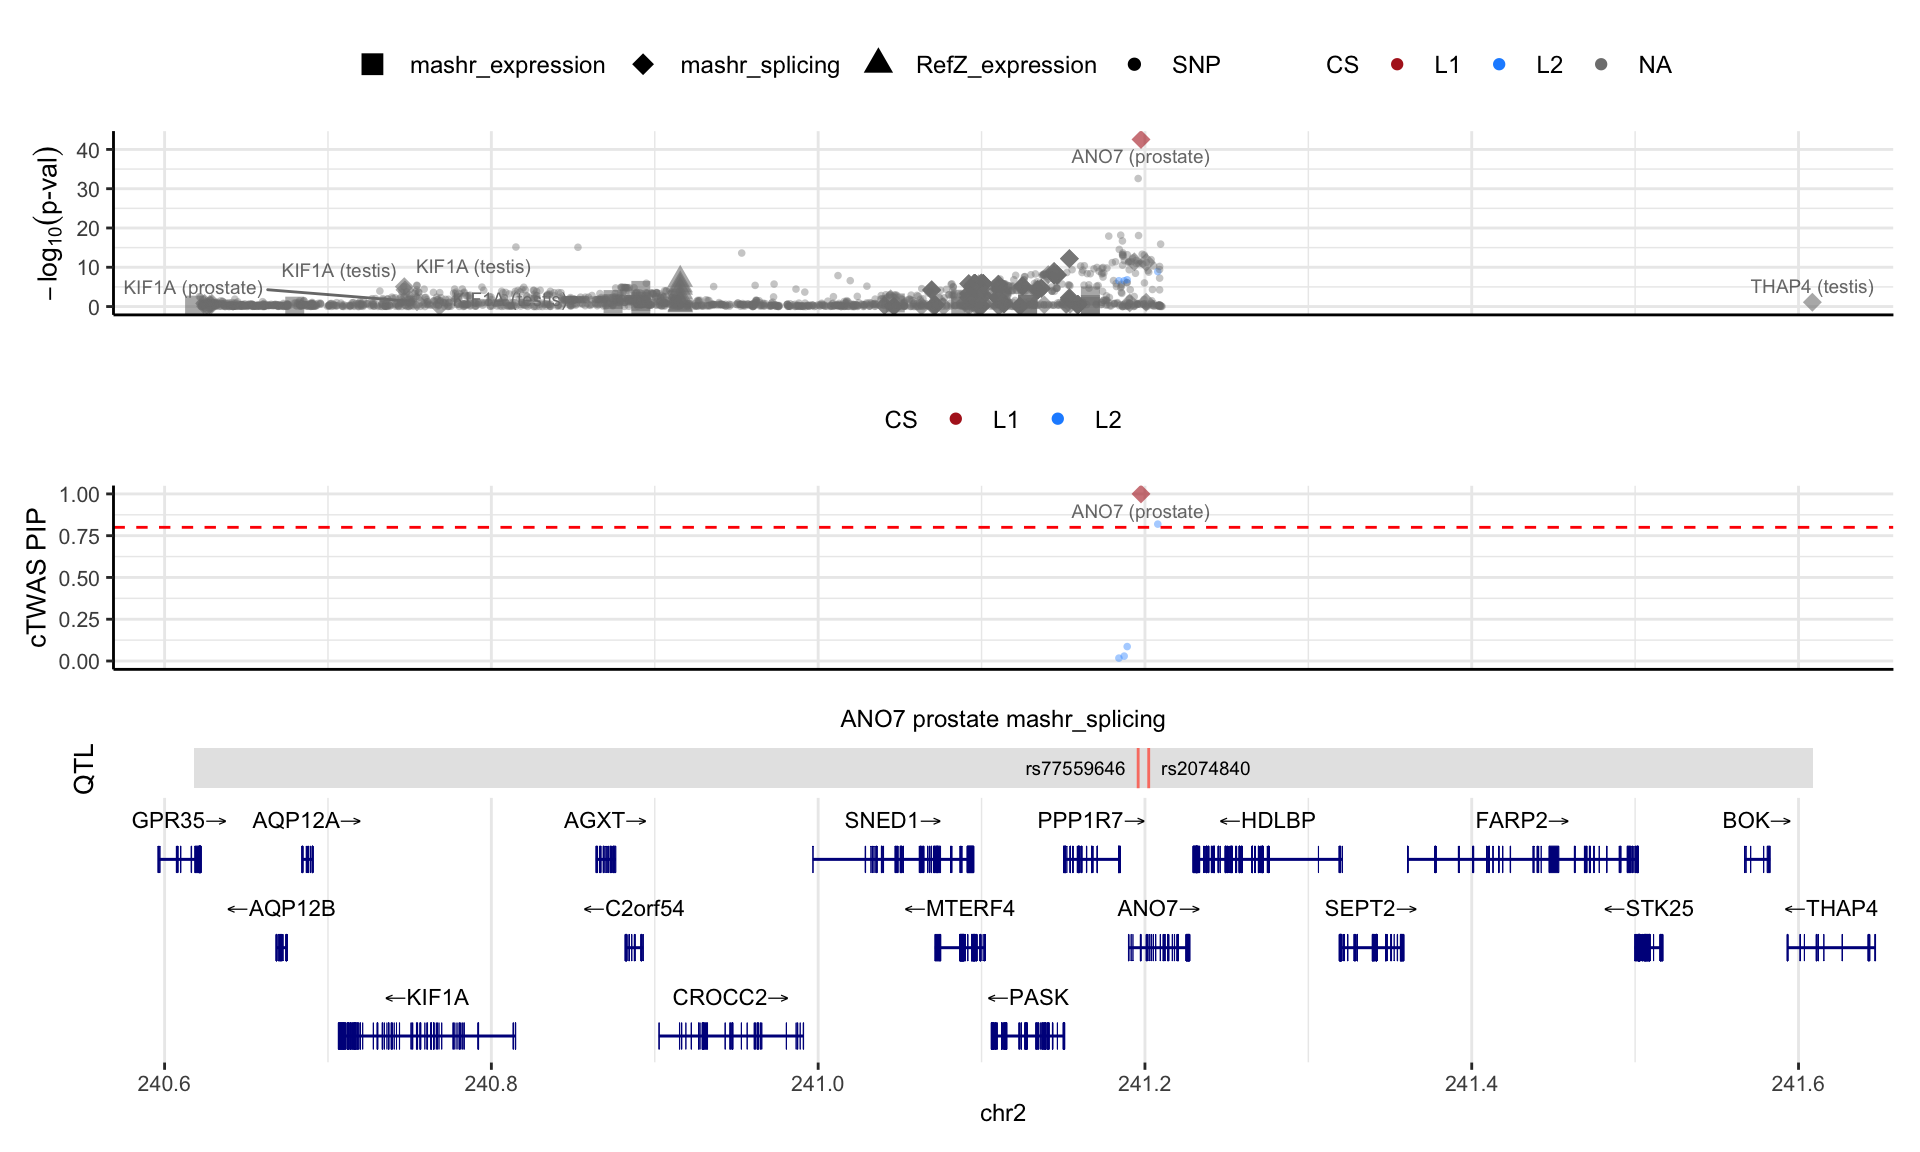 mashr_expression mashr_splicing RefZ_expression SNP CS L1 L2 NA
−log10(p-val)
40
30
20
10
0
ANO7 (prostate)
KIF1A (testis)
KIF1A (testis)
KIF1A (prostate)
KIF1A (testis)
THAP4 (testis)
CS L1 L2
cTWAS PIP
1.00
0.75
0.50
0.25
0.00
ANO7 (prostate)
ANO7 prostate mashr_splicing
QTL
rs77559646 rs2074840
GPR35→ AQP12A→ AGXT→ SNED1→ PPP1R7→ ←HDLBP FARP2→ BOK→
←AQP12B ←C2orf54 ←MTERF4 ANO7→ SEPT2→ ←STK25 ←THAP4
←KIF1A CROCC2→ ←PASK
240.6 240.8 241.0 241.2 241.4 241.6
chr2